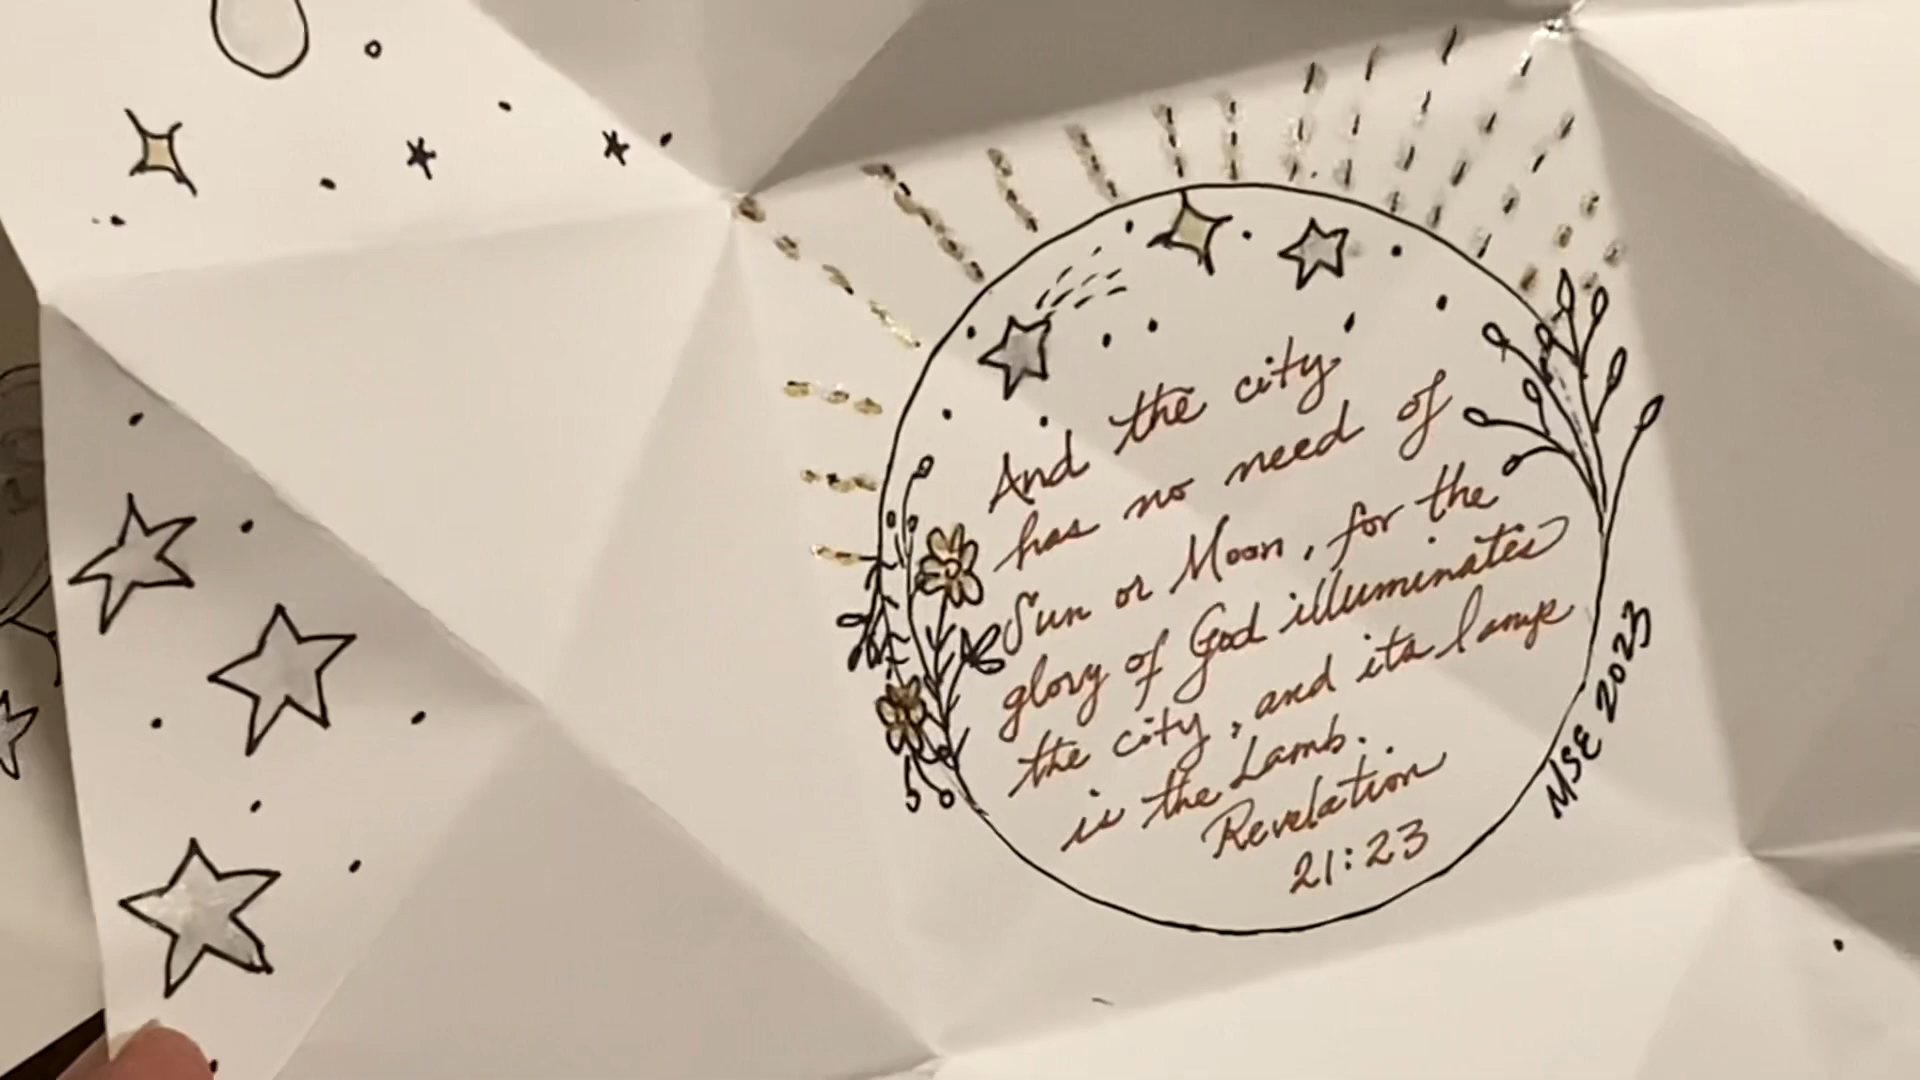 And the city
has no need of
Sun or Moon, for the
glory of God illuminates
the city, and its lamp
is the Lamb.
Revelation
21:23
MSE 2023